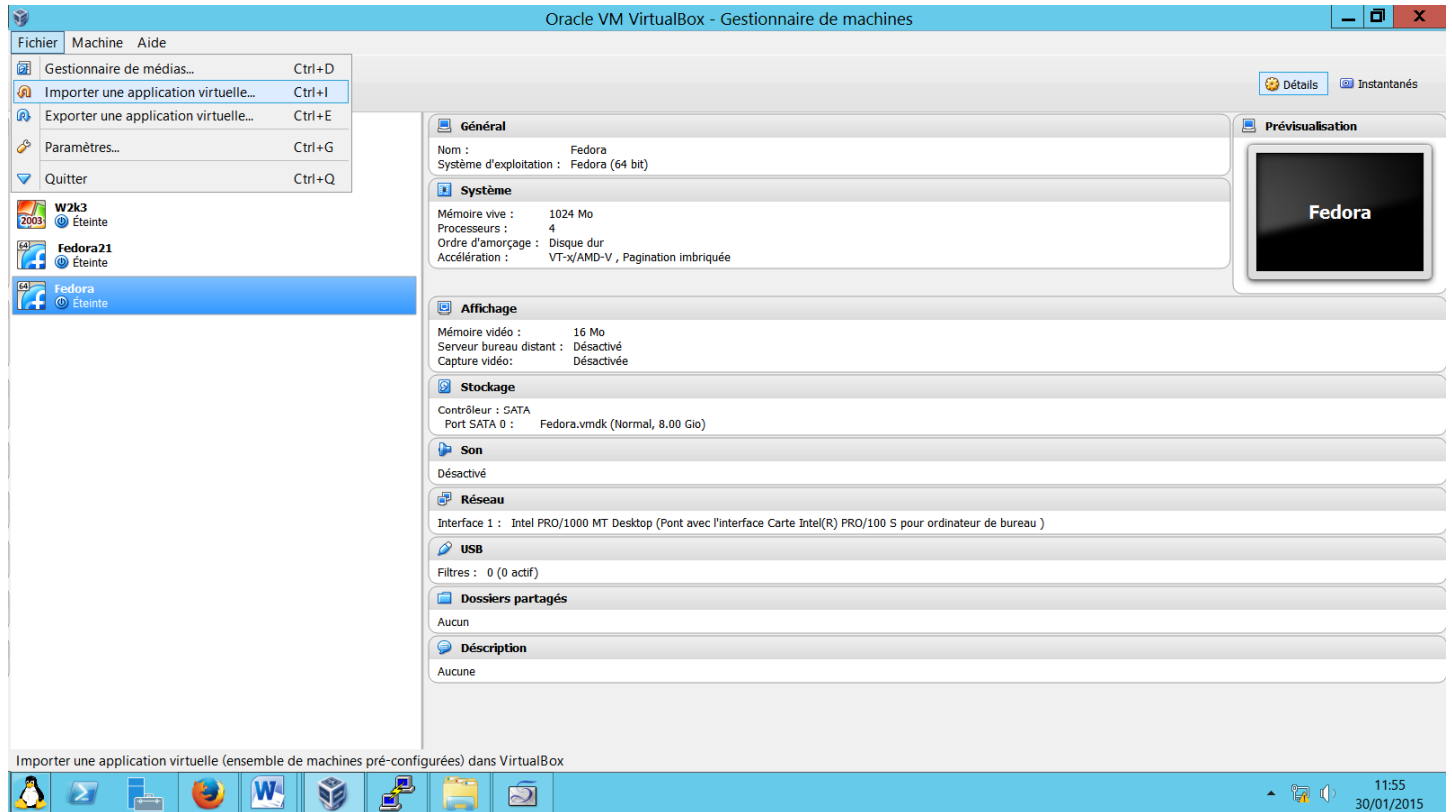 Oracle VM VirtualBox - Gestionnaire de machines
Fichier Machine Aide
Gestionnaire de médias... Ctrl+D
Importer une application virtuelle... Ctrl+I
Exporter une application virtuelle... Ctrl+E
Paramètres... Ctrl+G
Quitter Ctrl+Q
Détails Instantanés
2003 W2k3
Éteinte
64 Fedora21
Éteinte
64 Fedora
Éteinte
Général
Nom : Fedora
Système d'exploitation : Fedora (64 bit)
Système
Mémoire vive : 1024 Mo
Processeurs : 4
Ordre d'amorçage : Disque dur
Accélération : VT-x/AMD-V , Pagination imbriquée
Prévisualisation
Fedora
Affichage
Mémoire vidéo : 16 Mo
Serveur bureau distant : Désactivé
Capture vidéo: Désactivée
Stockage
Contrôleur : SATA
Port SATA 0 : Fedora.vmdk (Normal, 8.00 Gio)
Son
Désactivé
Réseau
Interface 1 : Intel PRO/1000 MT Desktop (Pont avec l'interface Carte Intel(R) PRO/100 S pour ordinateur de bureau )
USB
Filtres : 0 (0 actif)
Dossiers partagés
Aucun
Déscription
Aucune
Importer une application virtuelle (ensemble de machines pré-configurées) dans VirtualBox
11:55
30/01/2015